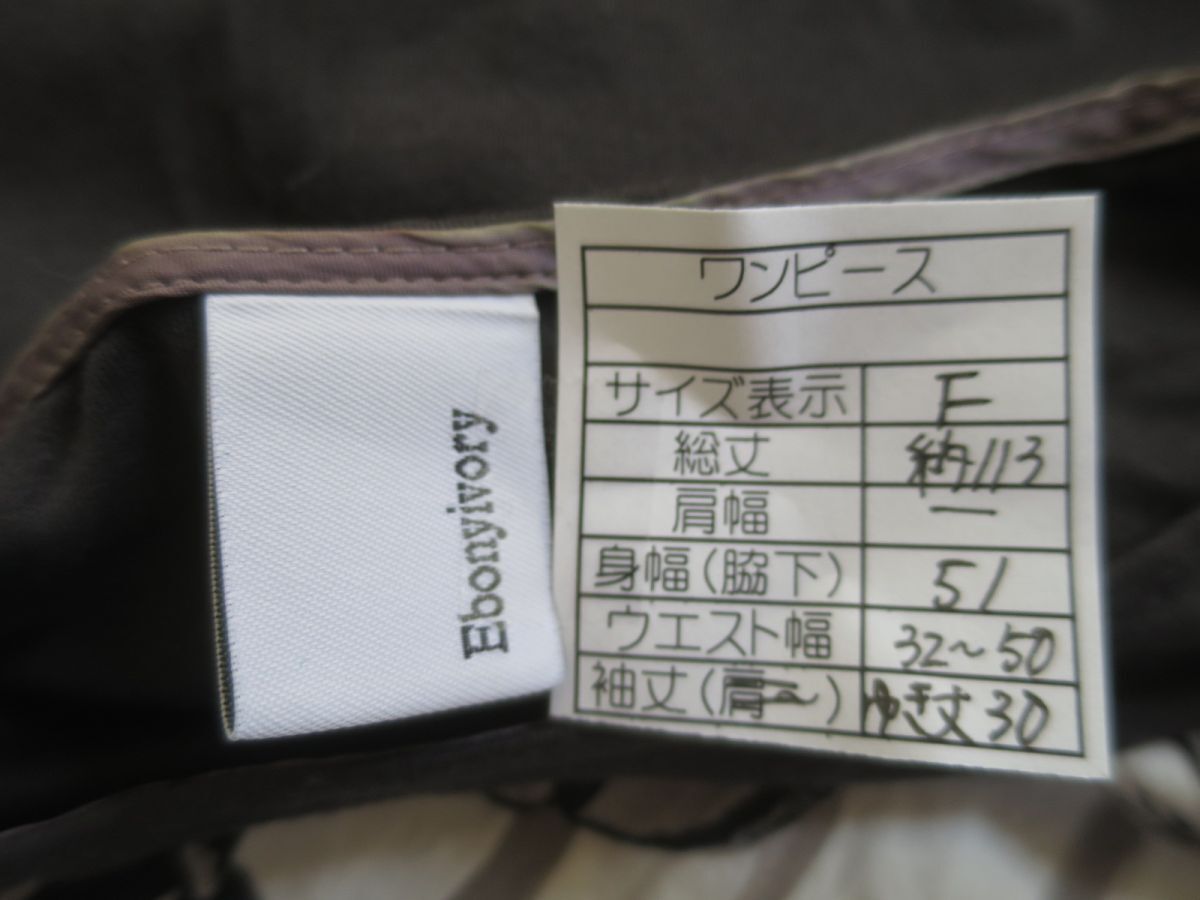 Ebonyivory
ワンピース
サイズ表示 F
総丈 約113
肩幅 ー
身幅(脇下) 51
ウエスト幅 32~50
袖丈(肩~) ゆき丈30